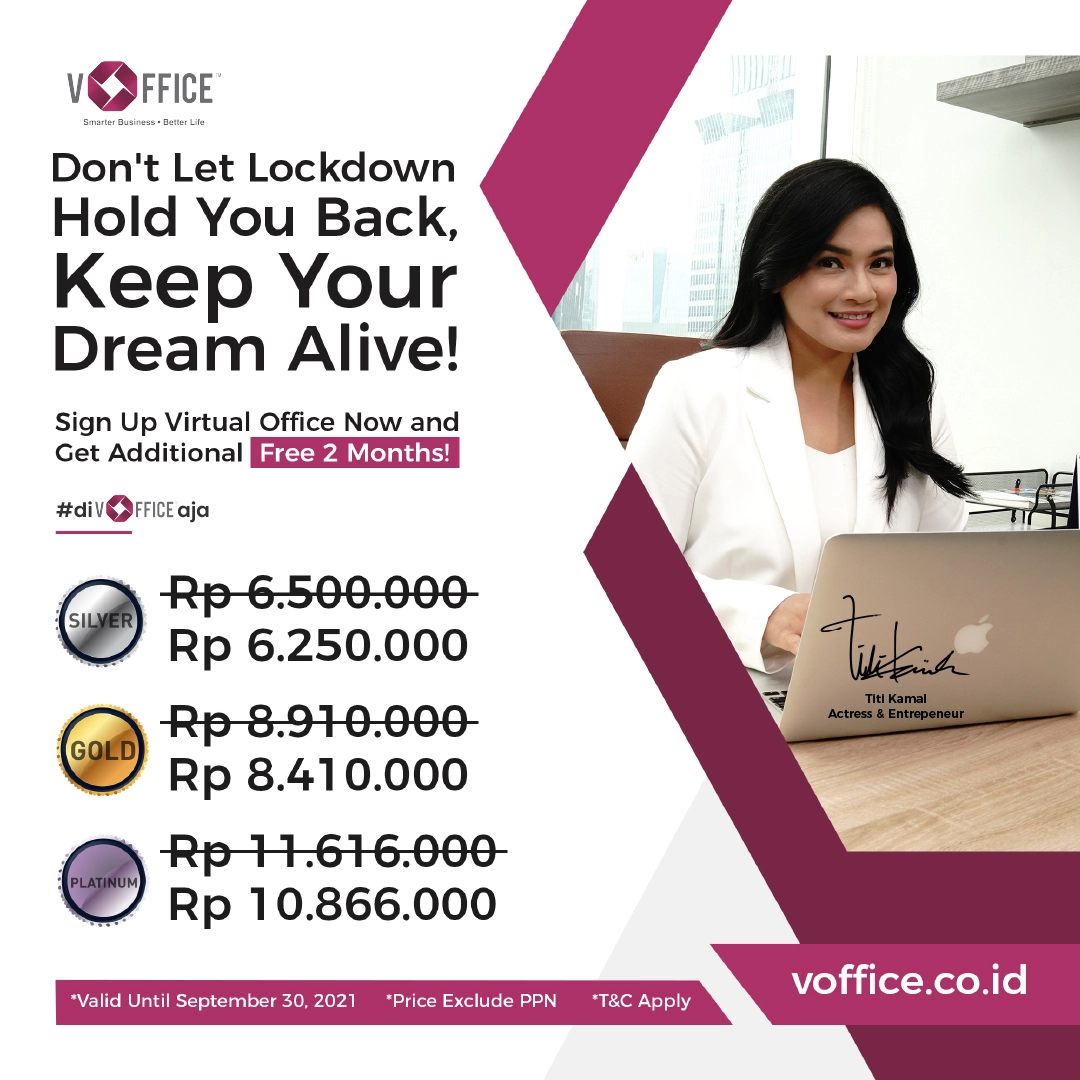 VOFFICE
Smarter Business • Better Life
Don't Let Lockdown
Hold You Back,
Keep Your
Dream Alive!
Sign Up Virtual Office Now and
Get Additional Free 2 Months!
#diVOFFICEaja
SILVER
Rp 6.500.000
Rp 6.250.000
GOLD
Rp 8.910.000
Rp 8.410.000
PLATINUM
Rp 11.616.000
Rp 10.866.000
Titi Kamal
Titi Kamal
Actress & Entrepeneur
*Valid Until September 30, 2021 *Price Exclude PPN *T&C Apply
voffice.co.id